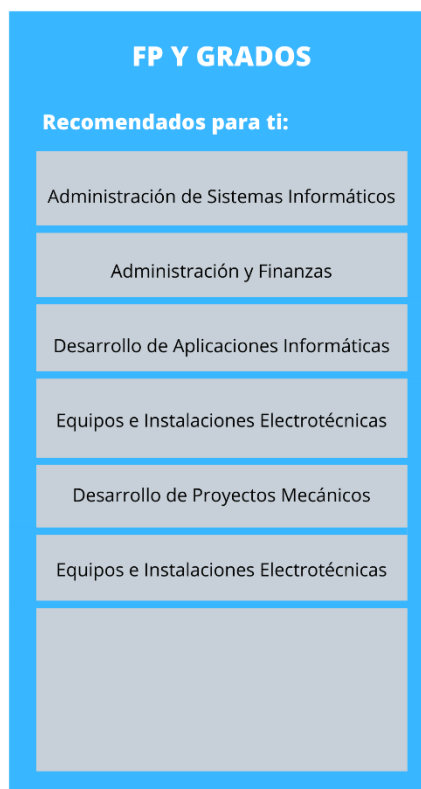 FP Y GRADOS
Recomendados para ti:
Administración de Sistemas Informáticos
Administración y Finanzas
Desarrollo de Aplicaciones Informáticas
Equipos e Instalaciones Electrotécnicas
Desarrollo de Proyectos Mecánicos
Equipos e Instalaciones Electrotécnicas